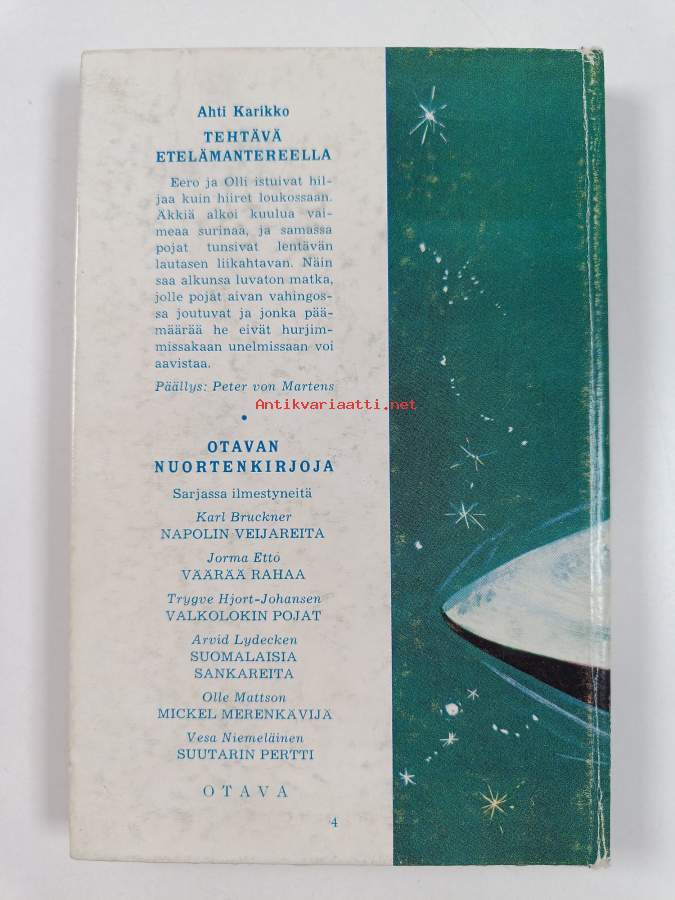 Ahti Karikko
TEHTÄVÄ
ETELÄMANTEREELLA
Eero ja Olli istuivat hil-
jaa kuin hiiret loukossaan.
Äkkiä alkoi kuulua vai-
meaa surinaa, ja samassa
pojat tunsivat lentävän
lautasen liikahtavan. Näin
saa alkunsa luvaton matka,
jolle pojat aivan vahingos-
sa joutuvat ja jonka pää-
määrää he eivät hurjim-
missakaan unelmissaan voi
aavistaa.
Päällys: Peter von Martens
Antikvariaatti.net
•
OTAVAN
NUORTENKIRJOJA
Sarjassa ilmestyneitä
Karl Bruckner
NAPOLIN VEIJAREITA
Jorma Etto
VÄÄRÄÄ RAHAA
Trygve Hjort-Johansen
VALKOLOKIN POJAT
Arvid Lydecken
SUOMALAISIA
SANKAREITA
Olle Mattson
MICKEL MERENKÄVIJÄ
Vesa Niemeläinen
SUUTARIN PERTTI
OTAVA
4